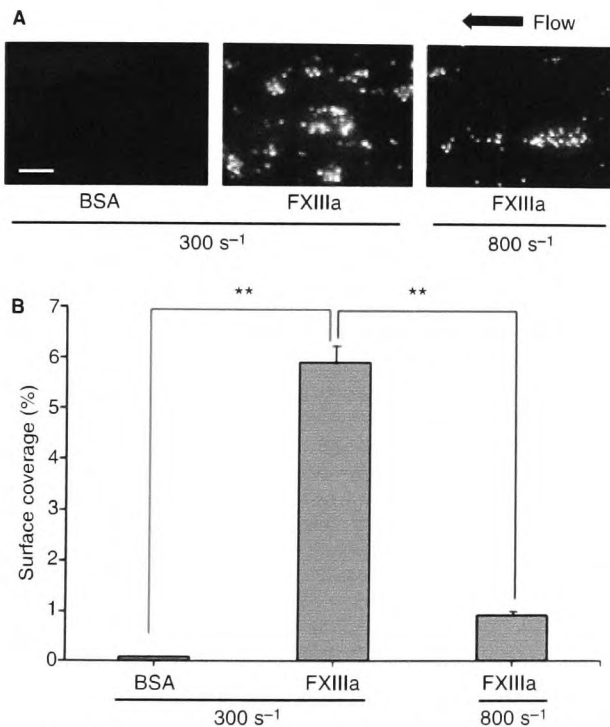 A
Flow
BSA
FXIIIa
FXIIIa
300 s⁻¹
800 s⁻¹
B
Surface coverage (%)
7
6
5
4
3
2
1
0
**
**
BSA
FXIIIa
FXIIIa
300 s⁻¹
800 s⁻¹